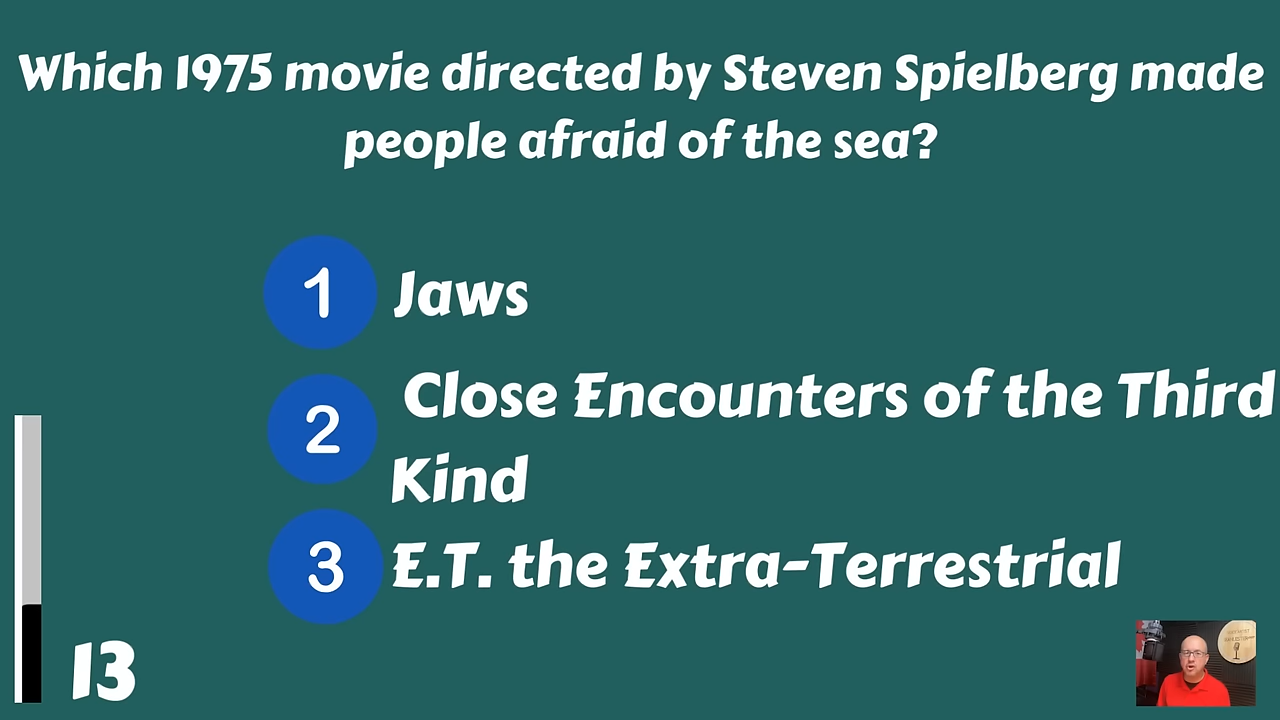 Which 1975 movie directed by Steven Spielberg made
people afraid of the sea?
1 Jaws
2 Close Encounters of the Third
Kind
3 E.T. the Extra-Terrestrial
13